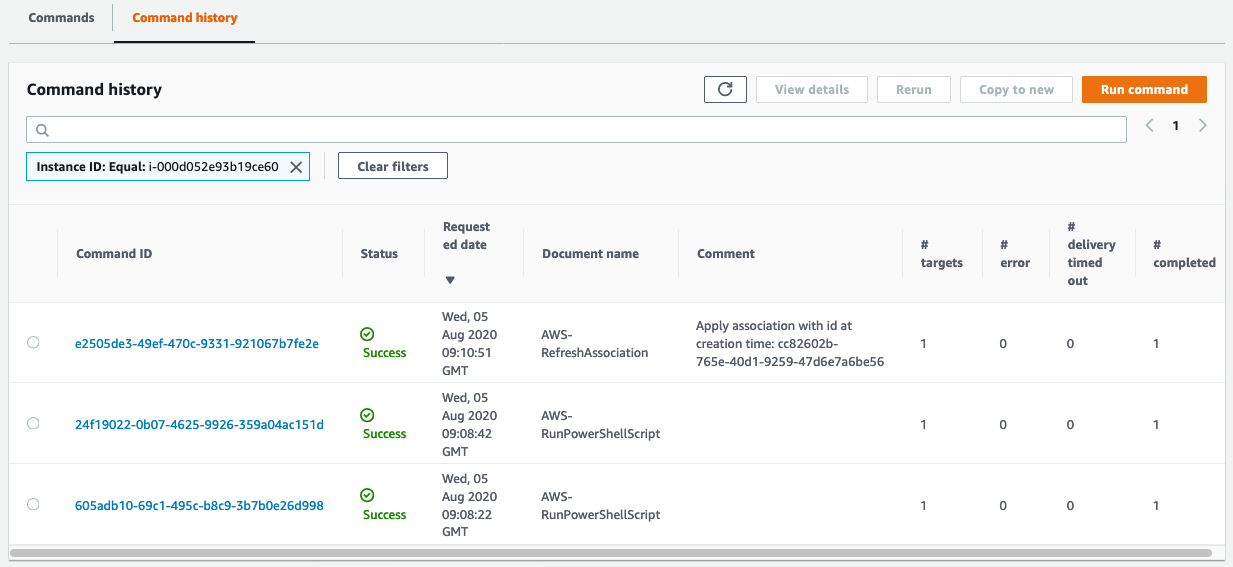 Commands
Command history
Command history
View details
Rerun
Copy to new
Run command
1
Instance ID: Equal: i-000d052e93b19ce60
Clear filters
Command ID
Status
Request
ed date
Document name
Comment
#
targets
#
error
#
delivery
timed
out
#
completed
e2505de3-49ef-470c-9331-921067b7fe2e
Success
Wed, 05
Aug 2020
09:10:51
GMT
AWS-
RefreshAssociation
Apply association with id at
creation time: cc82602b-
765e-40d1-9259-47d6e7a6be56
1
0
0
1
24f19022-0b07-4625-9926-359a04ac151d
Success
Wed, 05
Aug 2020
09:08:42
GMT
AWS-
RunPowerShellScript
1
0
0
1
605adb10-69c1-495c-b8c9-3b7b0e26d998
Success
Wed, 05
Aug 2020
09:08:22
GMT
AWS-
RunPowerShellScript
1
0
0
1